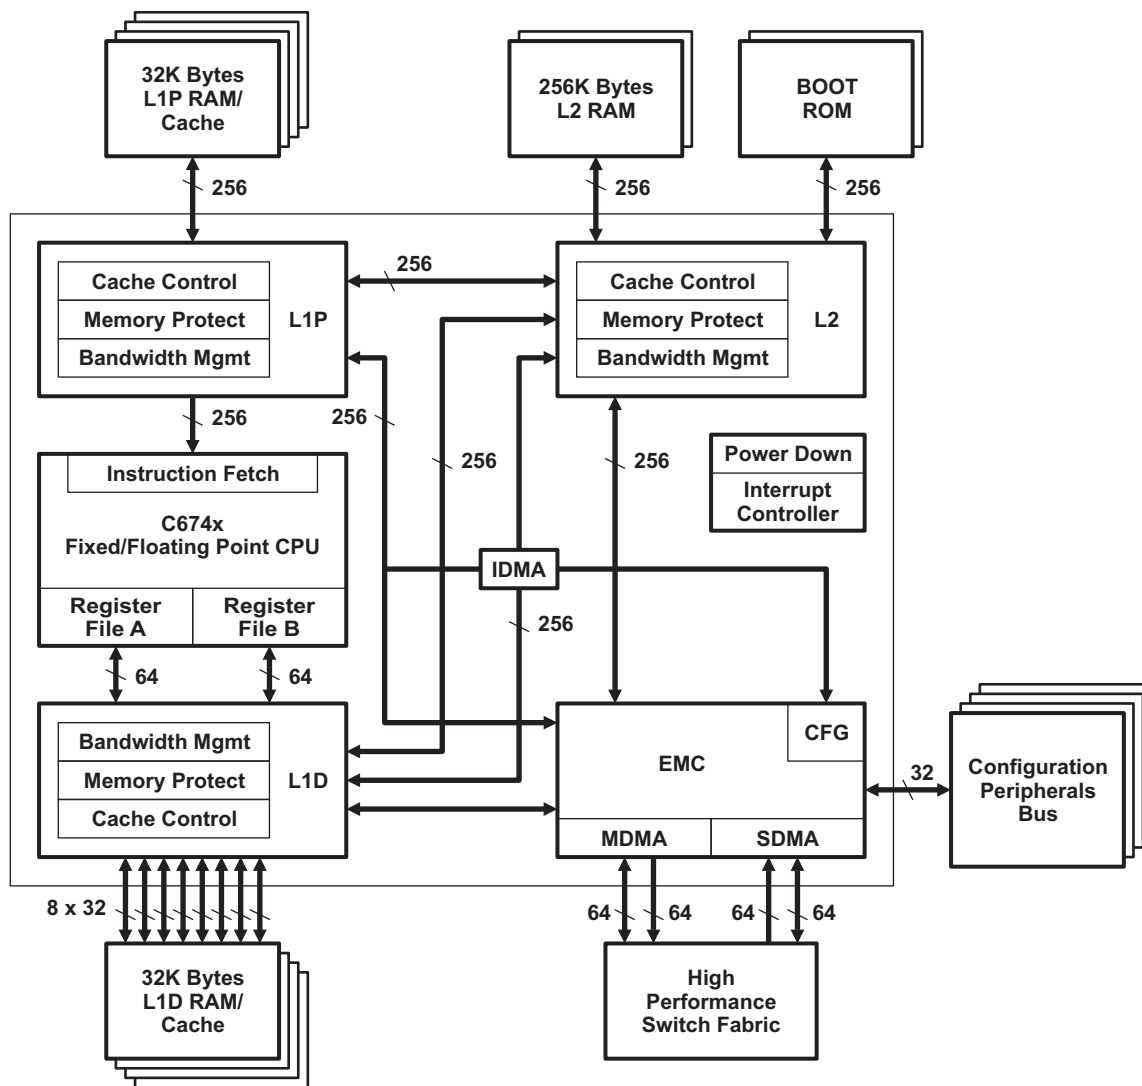 32K Bytes
L1P RAM/
Cache
256K Bytes
L2 RAM
BOOT
ROM
256
256
256
Cache Control
Memory Protect
Bandwidth Mgmt
L1P
256
Cache Control
Memory Protect
Bandwidth Mgmt
L2
256
256
256
256
Instruction Fetch
C674x
Fixed/Floating Point CPU
Register
File A
Register
File B
Power Down
Interrupt
Controller
IDMA
256
64
64
Bandwidth Mgmt
Memory Protect
Cache Control
L1D
EMC
CFG
MDMA
SDMA
32
Configuration
Peripherals
Bus
8 x 32
64
64
64
64
32K Bytes
L1D RAM/
Cache
High
Performance
Switch Fabric